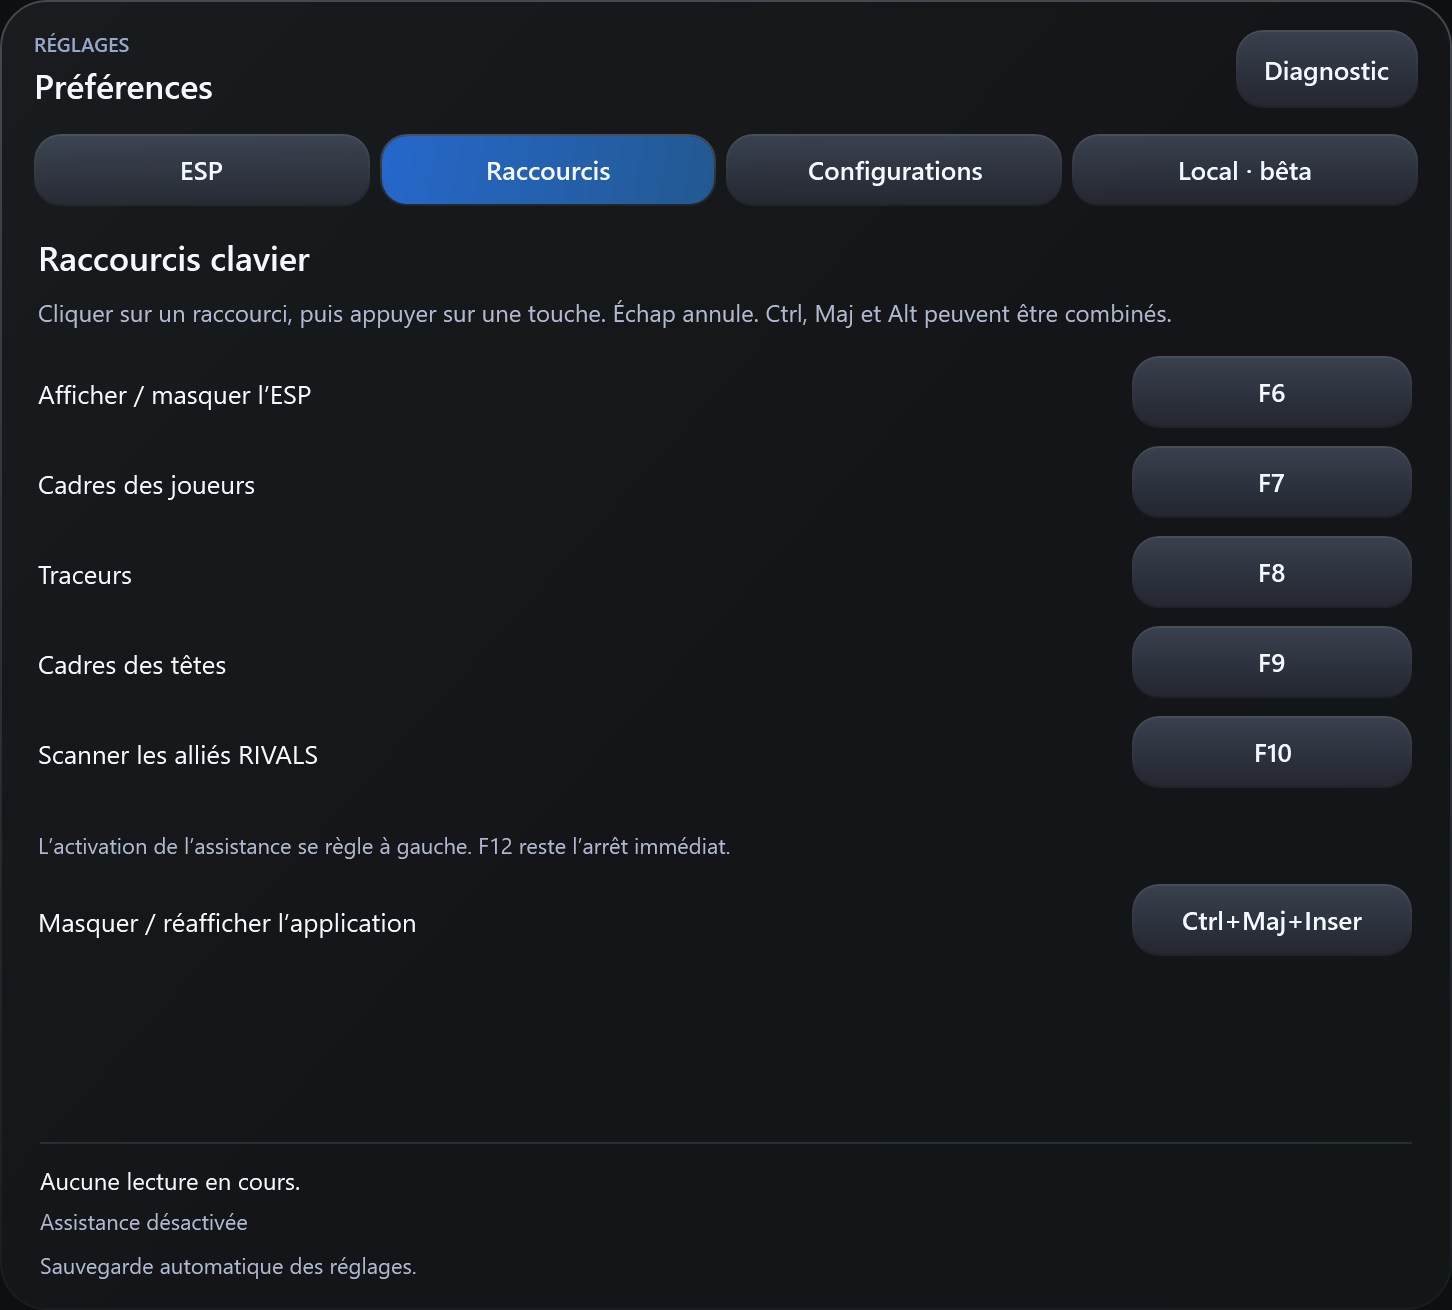 RÉGLAGES
Préférences
Diagnostic
ESP
Raccourcis
Configurations
Local · bêta
Raccourcis clavier
Cliquer sur un raccourci, puis appuyer sur une touche. Échap annule. Ctrl, Maj et Alt peuvent être combinés.
Afficher / masquer l’ESP
F6
Cadres des joueurs
F7
Traceurs
F8
Cadres des têtes
F9
Scanner les alliés RIVALS
F10
L’activation de l’assistance se règle à gauche. F12 reste l’arrêt immédiat.
Masquer / réafficher l’application
Ctrl+Maj+Inser
Aucune lecture en cours.
Assistance désactivée
Sauvegarde automatique des réglages.